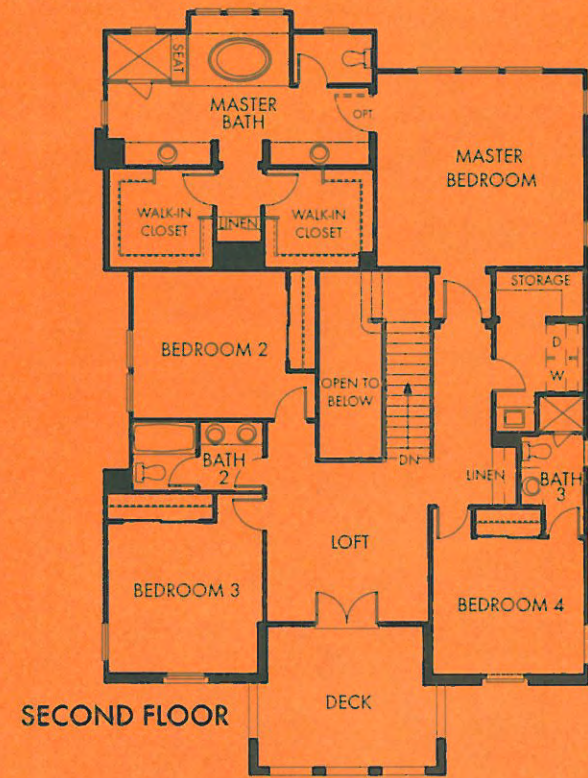 SEAT
MASTER
BATH
OPT
MASTER
BEDROOM
WALK-IN
CLOSET
LINEN
WALK-IN
CLOSET
STORAGE
BEDROOM 2
D
W
OPEN TO
BELOW
BATH
2
DN
LINEN
BATH
3
LOFT
BEDROOM 3
BEDROOM 4
DECK
SECOND FLOOR